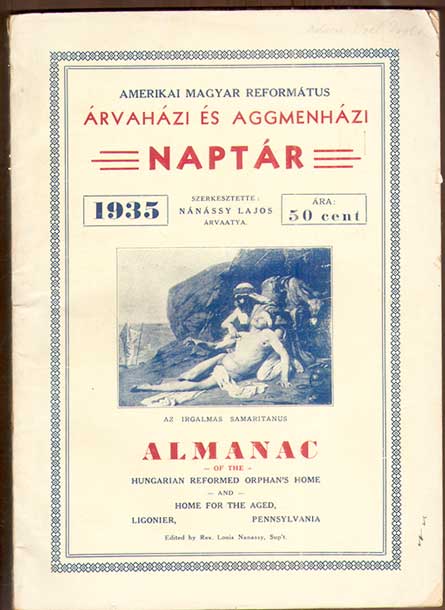 AMERIKAI MAGYAR REFORMÁTUS
ÁRVAHÁZI ÉS AGGMENHÁZI
NAPTÁR
1935
SZERKESZTETTE:
NÁNÁSSY LAJOS
ÁRVAATYA.
ÁRA:
50 cent
AZ IRGALMAS SAMARITANUS
ALMANAC
— OF THE —
HUNGARIAN REFORMED ORPHAN'S HOME
— AND —
HOME FOR THE AGED,
LIGONIER, PENNSYLVANIA
Edited by Rev. Louis Nanassy, Sup't.